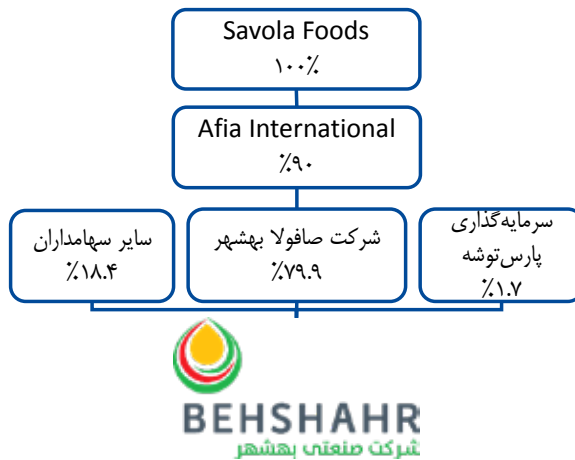 Savola Foods
۱۰۰٪
Afia International
٪۹۰
سرمایه‌گذاری
پارس‌توشه
٪۱.۷
شرکت صافولا بهشهر
٪۷۹.۹
سایر سهامداران
٪۱۸.۴
BEHSHAHR
شرکت صنعتی بهشهر